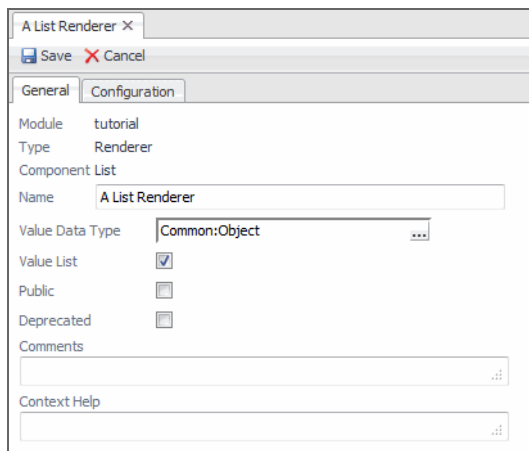 A List Renderer
Save Cancel
General Configuration
Module tutorial
Type Renderer
Component List
Name A List Renderer
Value Data Type Common:Object ...
Value List
Public
Deprecated
Comments
Context Help